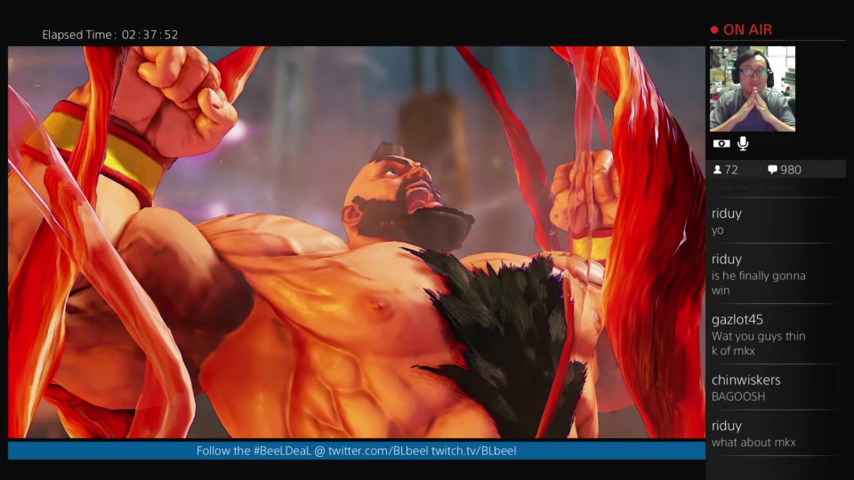 Elapsed Time: 02:37:52
ON AIR
72
980
riduy
yo
riduy
is he finally gonna
win
gazlot45
Wat you guys thin
k of mkx
chinwiskers
BAGOOSH
riduy
what about mkx
Follow the #BeeLDeaL @ twitter.com/BLbeel twitch.tv/BLbeel